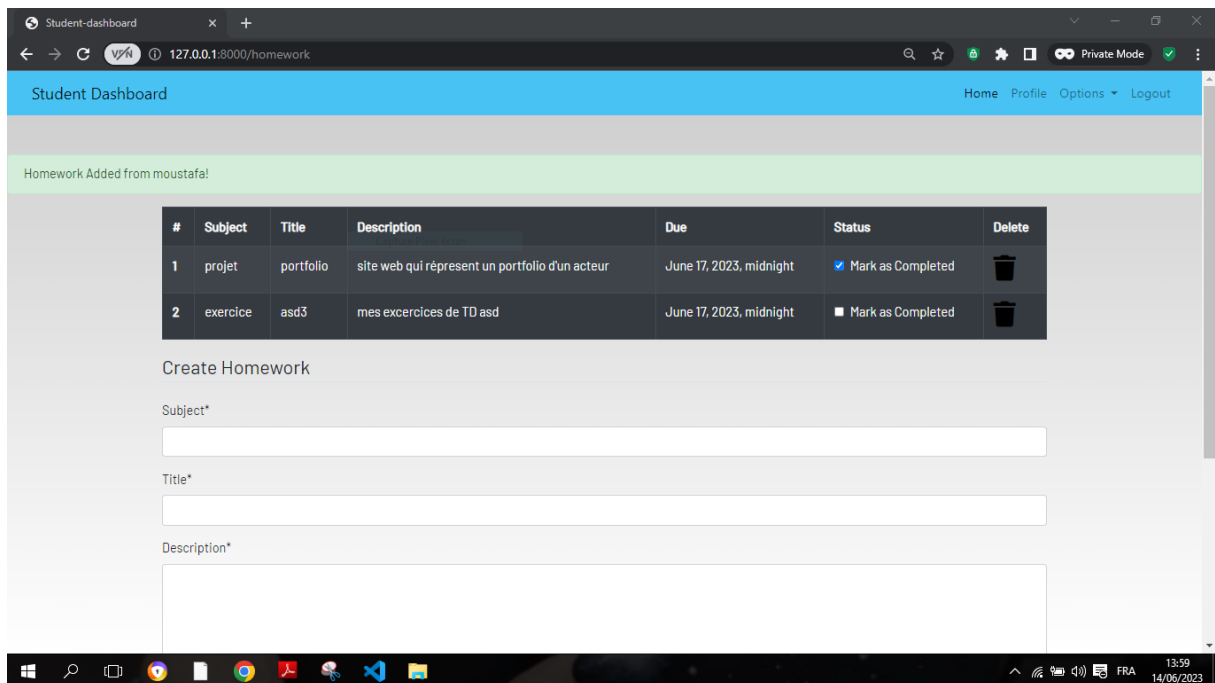 Student-dashboard
VPN 127.0.0.1:8000/homework Private Mode
Student Dashboard Home Profile Options Logout
Homework Added from moustafa!
# Subject Title Description Due Status Delete
1 projet portfolio site web qui répresent un portfolio d'un acteur June 17, 2023, midnight Mark as Completed
2 exercice asd3 mes excercices de TD asd June 17, 2023, midnight Mark as Completed
Create Homework
Subject*
Title*
Description*
FRA 13:59
14/06/2023